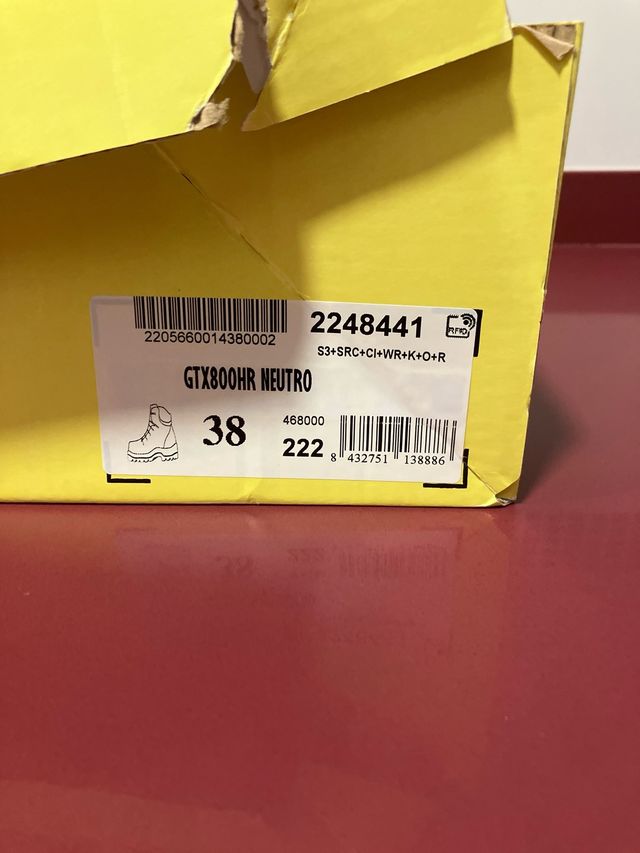 2205660014380002
2248441
RFID
S3+SRC+CI+WR+K+O+R
GTX800HR NEUTRO
38
468000
222
8 432751 138886